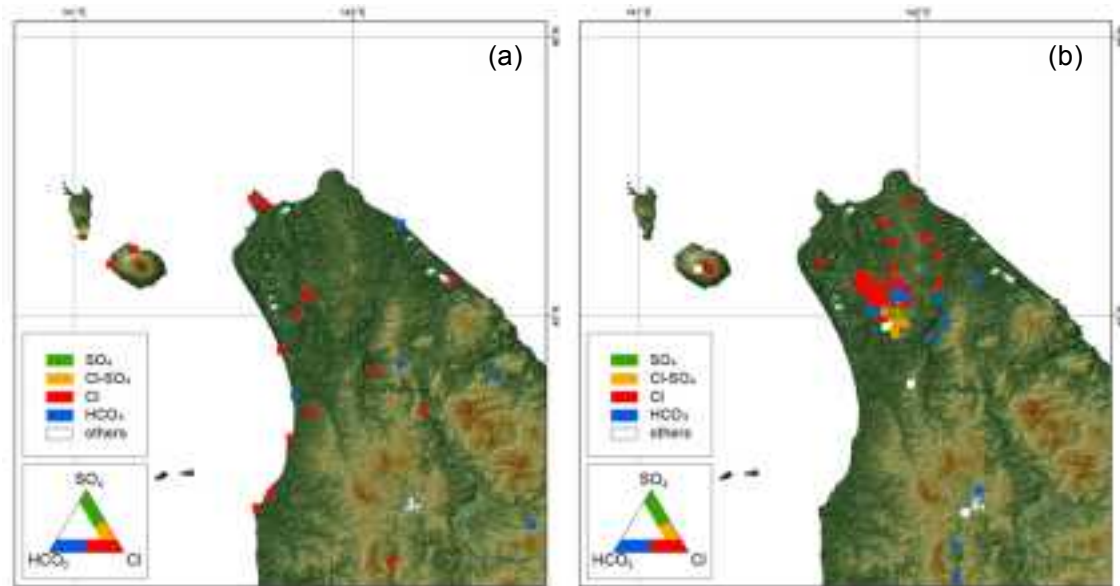 (a)
SO₄
Cl-SO₄
Cl
HCO₃
others
SO₄
HCO₃
Cl
(b)
SO₄
Cl-SO₄
Cl
HCO₃
others
SO₄
HCO₃
Cl